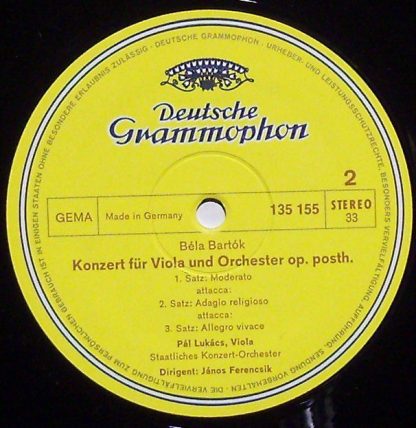 Deutsche
Grammophon
2
GEMA
Made in Germany
135 155
STEREO
33
Béla Bartók
Konzert für Viola und Orchester op. posth.
1. Satz: Moderato
attacca:
2. Satz: Adagio religioso
attacca:
3. Satz: Allegro vivace
Pál Lukács, Viola
Staatliches Konzert-Orchester
Dirigent: János Ferencsik
DEUTSCHE GRAMMOPHON · URHEBER- UND LEISTUNGSSCHUTZRECHTE, BESONDERS VERVIELFÄLTIGUNG, AUFFÜHRUNG, SENDUNG VORBEHALTEN · DIE VERVIELFÄLTIGUNG ZUM PERSÖNLICHEN GEBRAUCH IST IN EINIGEN STAATEN OHNE BESONDERE ERLAUBNIS ZULÄSSIG ·